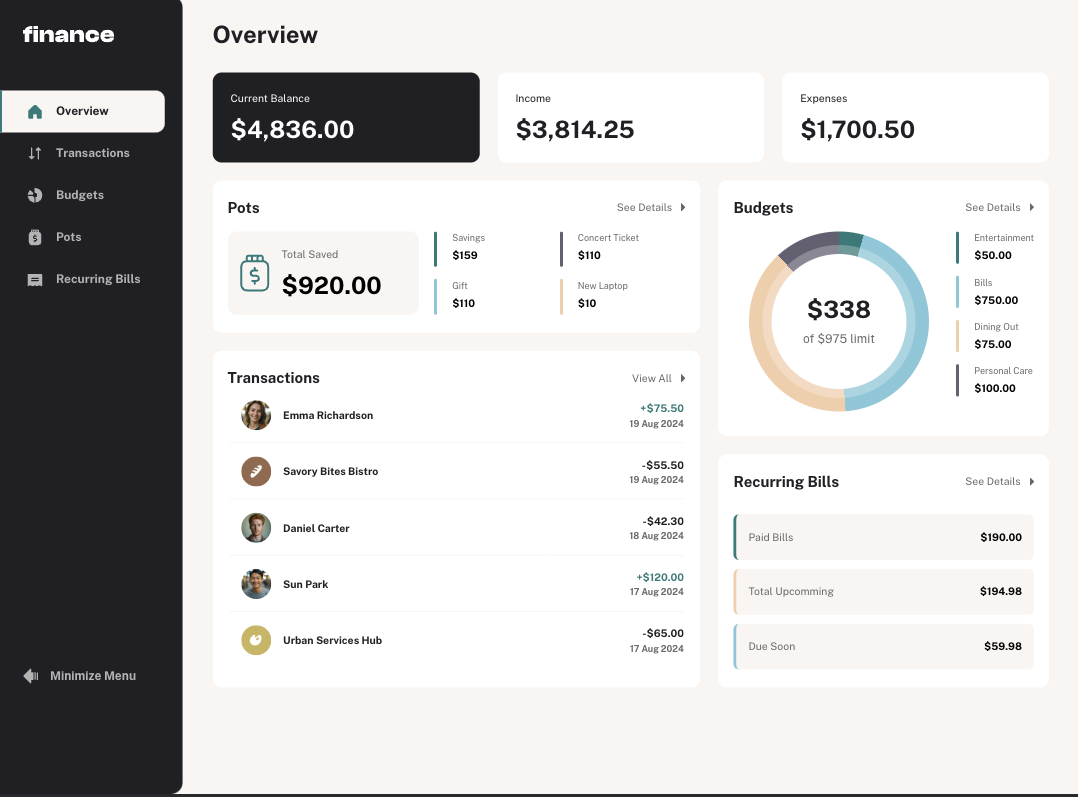 finance
Overview
Transactions
Budgets
Pots
Recurring Bills
Minimize Menu
Overview
Current Balance
$4,836.00
Income
$3,814.25
Expenses
$1,700.50
Pots
See Details
$
Total Saved
$920.00
Savings
$159
Concert Ticket
$110
Gift
$110
New Laptop
$10
Transactions
View All
Emma Richardson
+$75.50
19 Aug 2024
Savory Bites Bistro
-$55.50
19 Aug 2024
Daniel Carter
-$42.30
18 Aug 2024
Sun Park
+$120.00
17 Aug 2024
Urban Services Hub
-$65.00
17 Aug 2024
Budgets
See Details
$338
of $975 limit
Entertainment
$50.00
Bills
$750.00
Dining Out
$75.00
Personal Care
$100.00
Recurring Bills
See Details
Paid Bills
$190.00
Total Upcomming
$194.98
Due Soon
$59.98